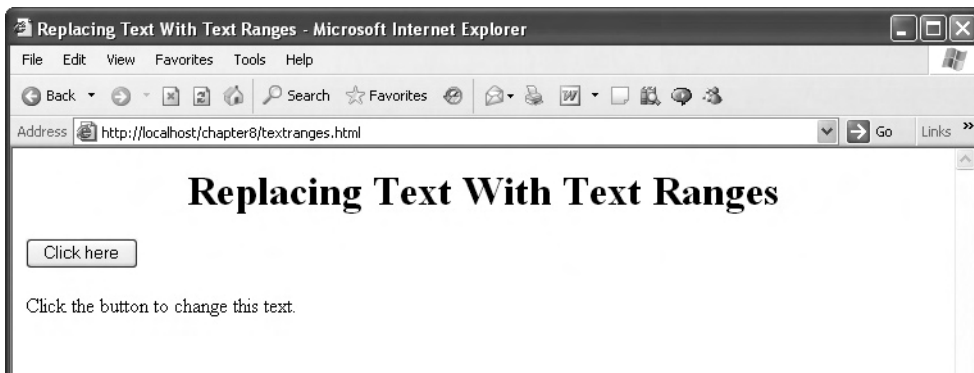 Replacing Text With Text Ranges - Microsoft Internet Explorer
File Edit View Favorites Tools Help
Back Search Favorites
Address http://localhost/chapter8/textranges.html Go Links »
Replacing Text With Text Ranges
Click here
Click the button to change this text.